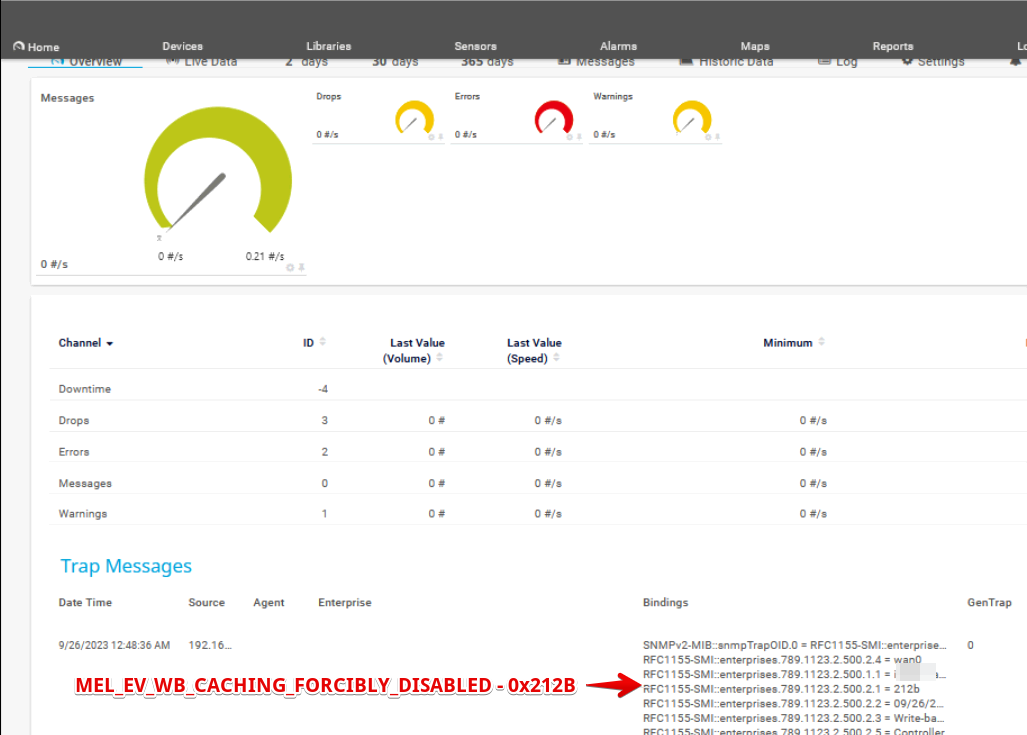 Home Devices Libraries Sensors Alarms Maps Reports
Overview Live Data 2 days 30 days 365 days Messages Historic Data Log Settings
Messages
Drops Errors Warnings
0 #/s 0 #/s 0 #/s
0 #/s 0.21 #/s
0 #/s
Channel ID Last Value (Volume) Last Value (Speed) Minimum
Downtime -4
Drops 3 0 # 0 #/s 0 #/s
Errors 2 0 # 0 #/s 0 #/s
Messages 0 0 # 0 #/s 0 #/s
Warnings 1 0 # 0 #/s 0 #/s
Trap Messages
Date Time Source Agent Enterprise Bindings GenTrap
9/26/2023 12:48:36 AM 192.16... SNMPv2-MIB::snmpTrapOID.0 = RFC1155-SMI::enterprise... 0
RFC1155-SMI::enterprises.789.1123.2.500.2.4 = wan0
RFC1155-SMI::enterprises.789.1123.2.500.1.1 =
MEL_EV_WB_CACHING_FORCIBLY_DISABLED - 0x212B
RFC1155-SMI::enterprises.789.1123.2.500.2.1 = 212b
RFC1155-SMI::enterprises.789.1123.2.500.2.2 = 09/26/2...
RFC1155-SMI::enterprises.789.1123.2.500.2.3 = Write-ba...
RFC1155-SMI::enterprises.789.1123.2.500.2.5 = Controller